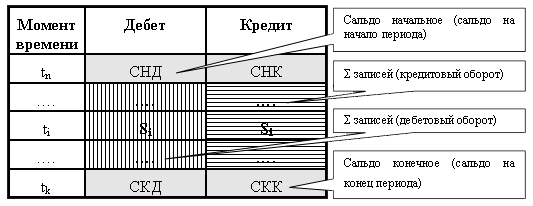 Момент времени Дебет Кредит
tn СНД СНК
.... .... ....
ti Si Si
.... .... ....
tk СКД СКК
Сальдо начальное (сальдо на
начало периода)
Σ записей (кредитовый оборот)
Σ записей (дебетовый оборот)
Сальдо конечное (сальдо на
конец периода)